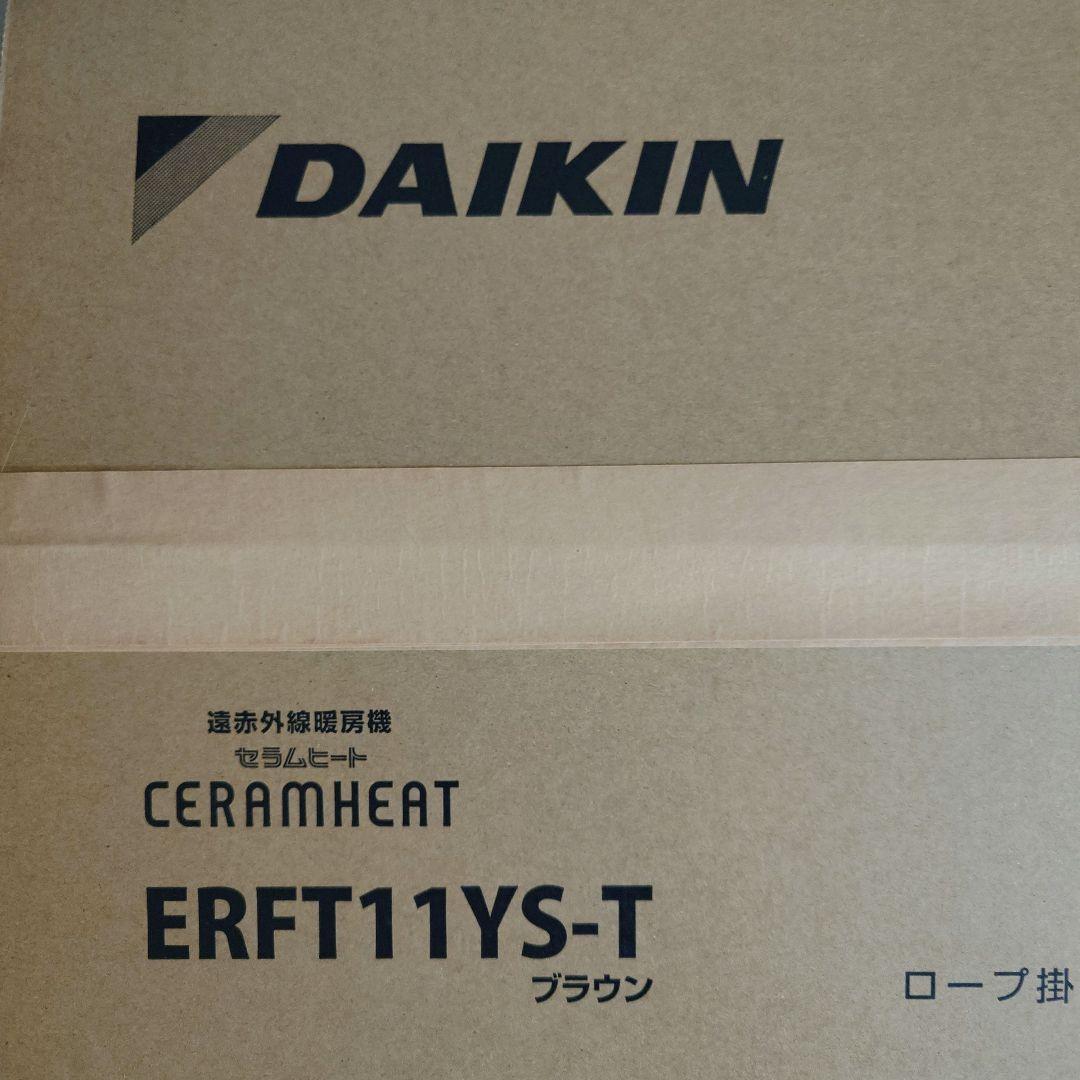 DAIKIN
遠赤外線暖房機
セラムヒート
CERAMHEAT
ERFT11YS-T
ブラウン
ロープ掛